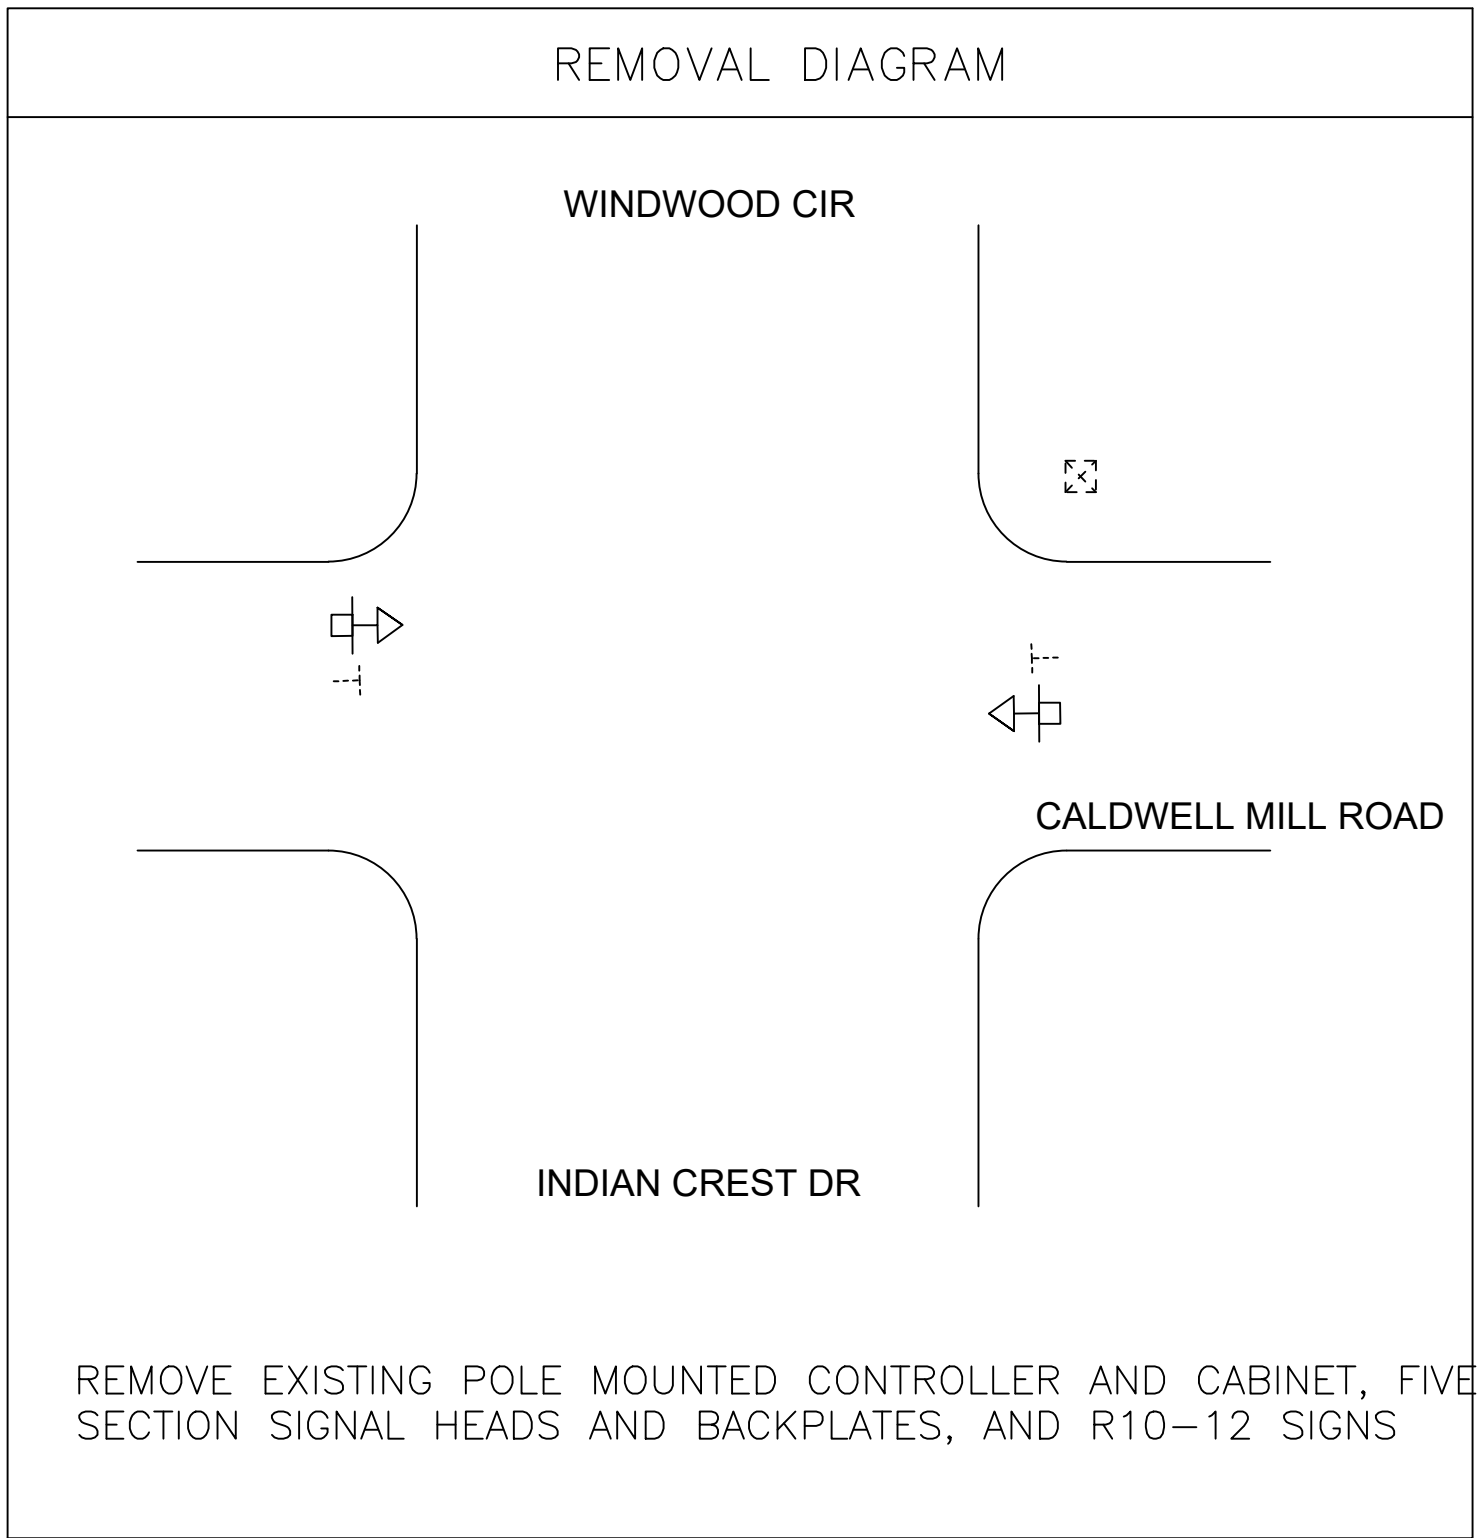 REMOVAL DIAGRAM
WINDWOOD CIR
CALDWELL MILL ROAD
INDIAN CREST DR
REMOVE EXISTING POLE MOUNTED CONTROLLER AND CABINET, FIVE
SECTION SIGNAL HEADS AND BACKPLATES, AND R10-12 SIGNS